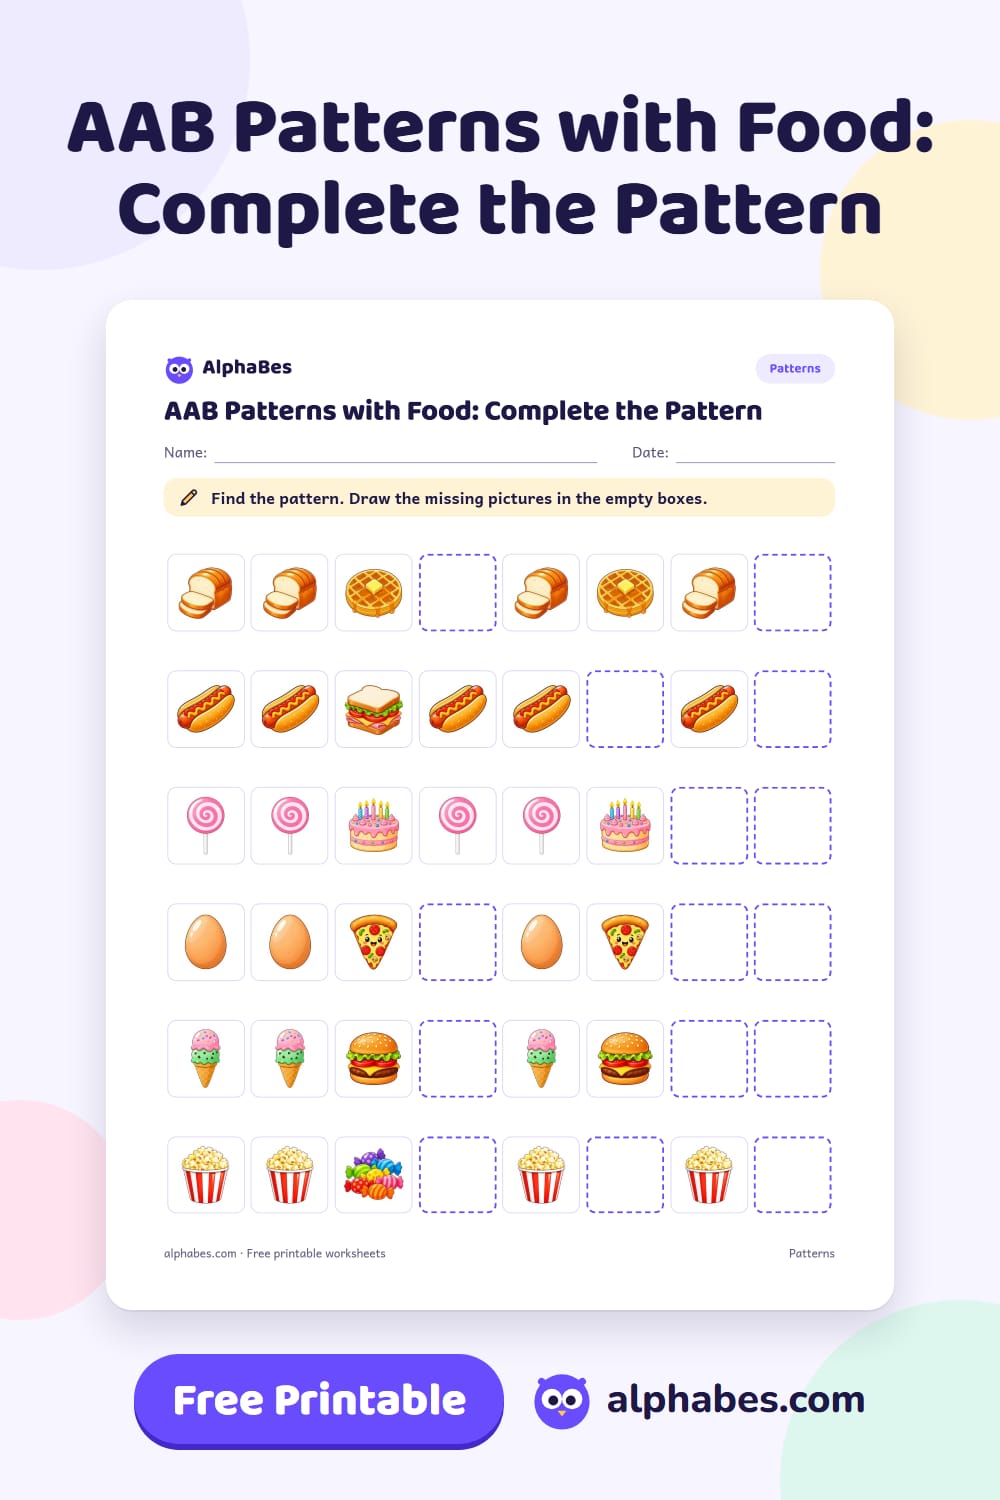 AAB Patterns with Food:
Complete the Pattern
AlphaBes
Patterns
AAB Patterns with Food: Complete the Pattern
Name:
Date:
Find the pattern. Draw the missing pictures in the empty boxes.
alphabes.com · Free printable worksheets
Patterns
Free Printable
alphabes.com